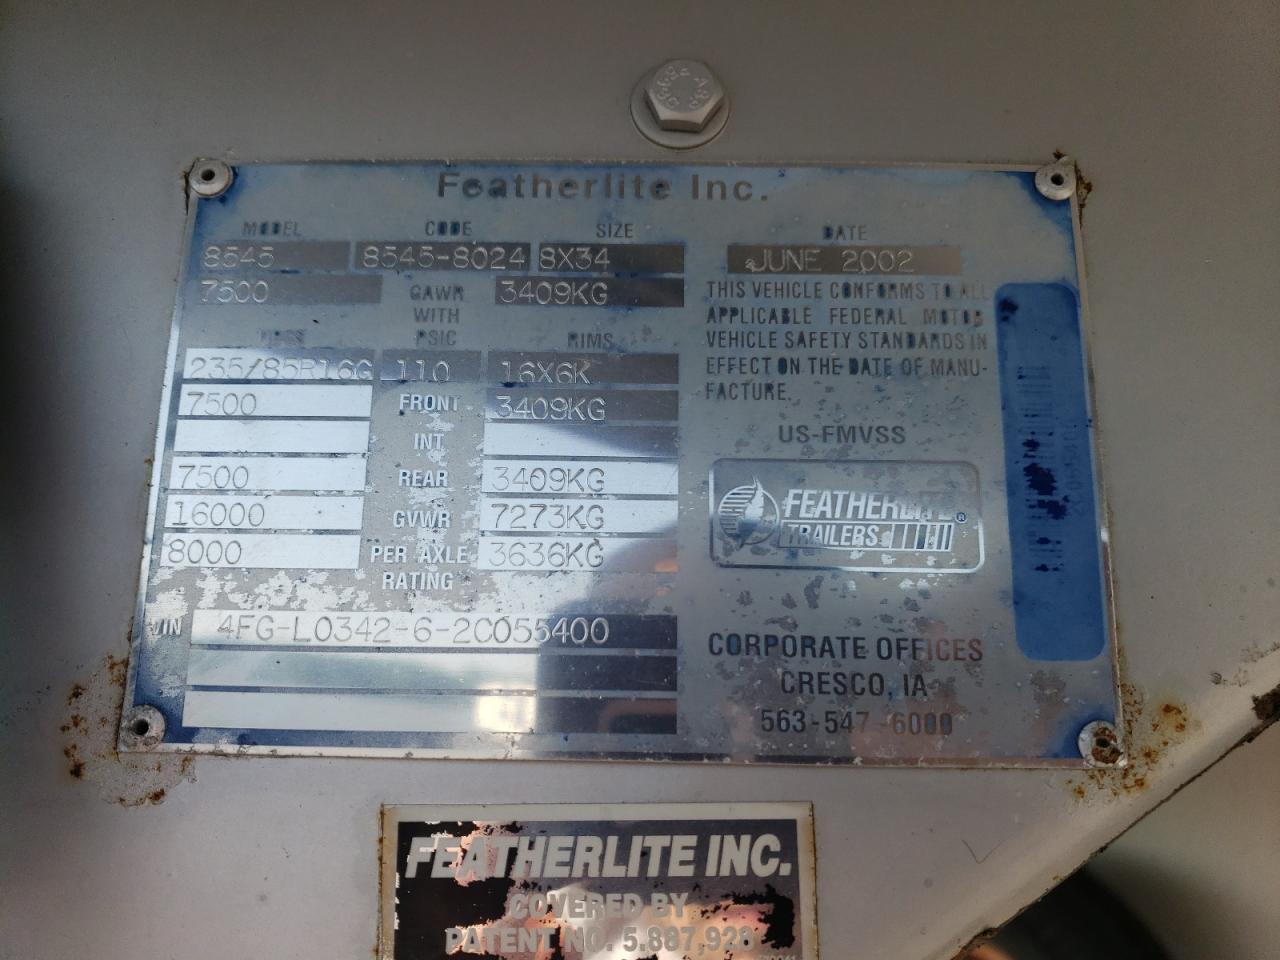 Featherlite Inc.
MODEL CODE SIZE DATE
8545 8545-8024 8X34 JUNE 2002
7500 GAWR 3409KG
WITH
PSIC RIMS
235/85R16G 110 16X6K
7500 FRONT 3409KG
INT
7500 REAR 3409KG
16000 GVWR 7273KG
8000 PER AXLE 3636KG
RATING
VIN 4FG-L0342-6-2C055400
THIS VEHICLE CONFORMS TO ALL
APPLICABLE FEDERAL MOTOR
VEHICLE SAFETY STANDARDS IN
EFFECT ON THE DATE OF MANU-
FACTURE.
US-FMVSS
FEATHERLITE®
TRAILERS
CORPORATE OFFICES
CRESCO, IA
563-547-6000
FEATHERLITE INC.
COVERED BY
PATENT NO. 5,887,928